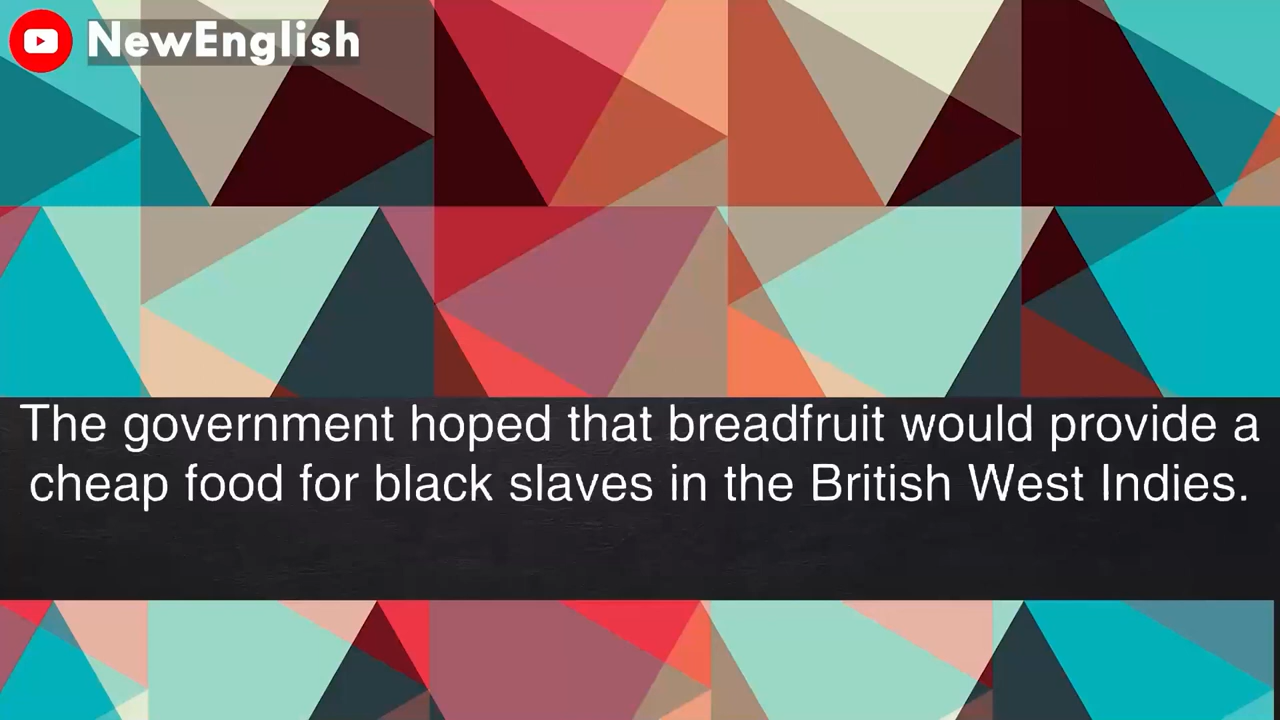 NewEnglish
The government hoped that breadfruit would provide a
cheap food for black slaves in the British West Indies.